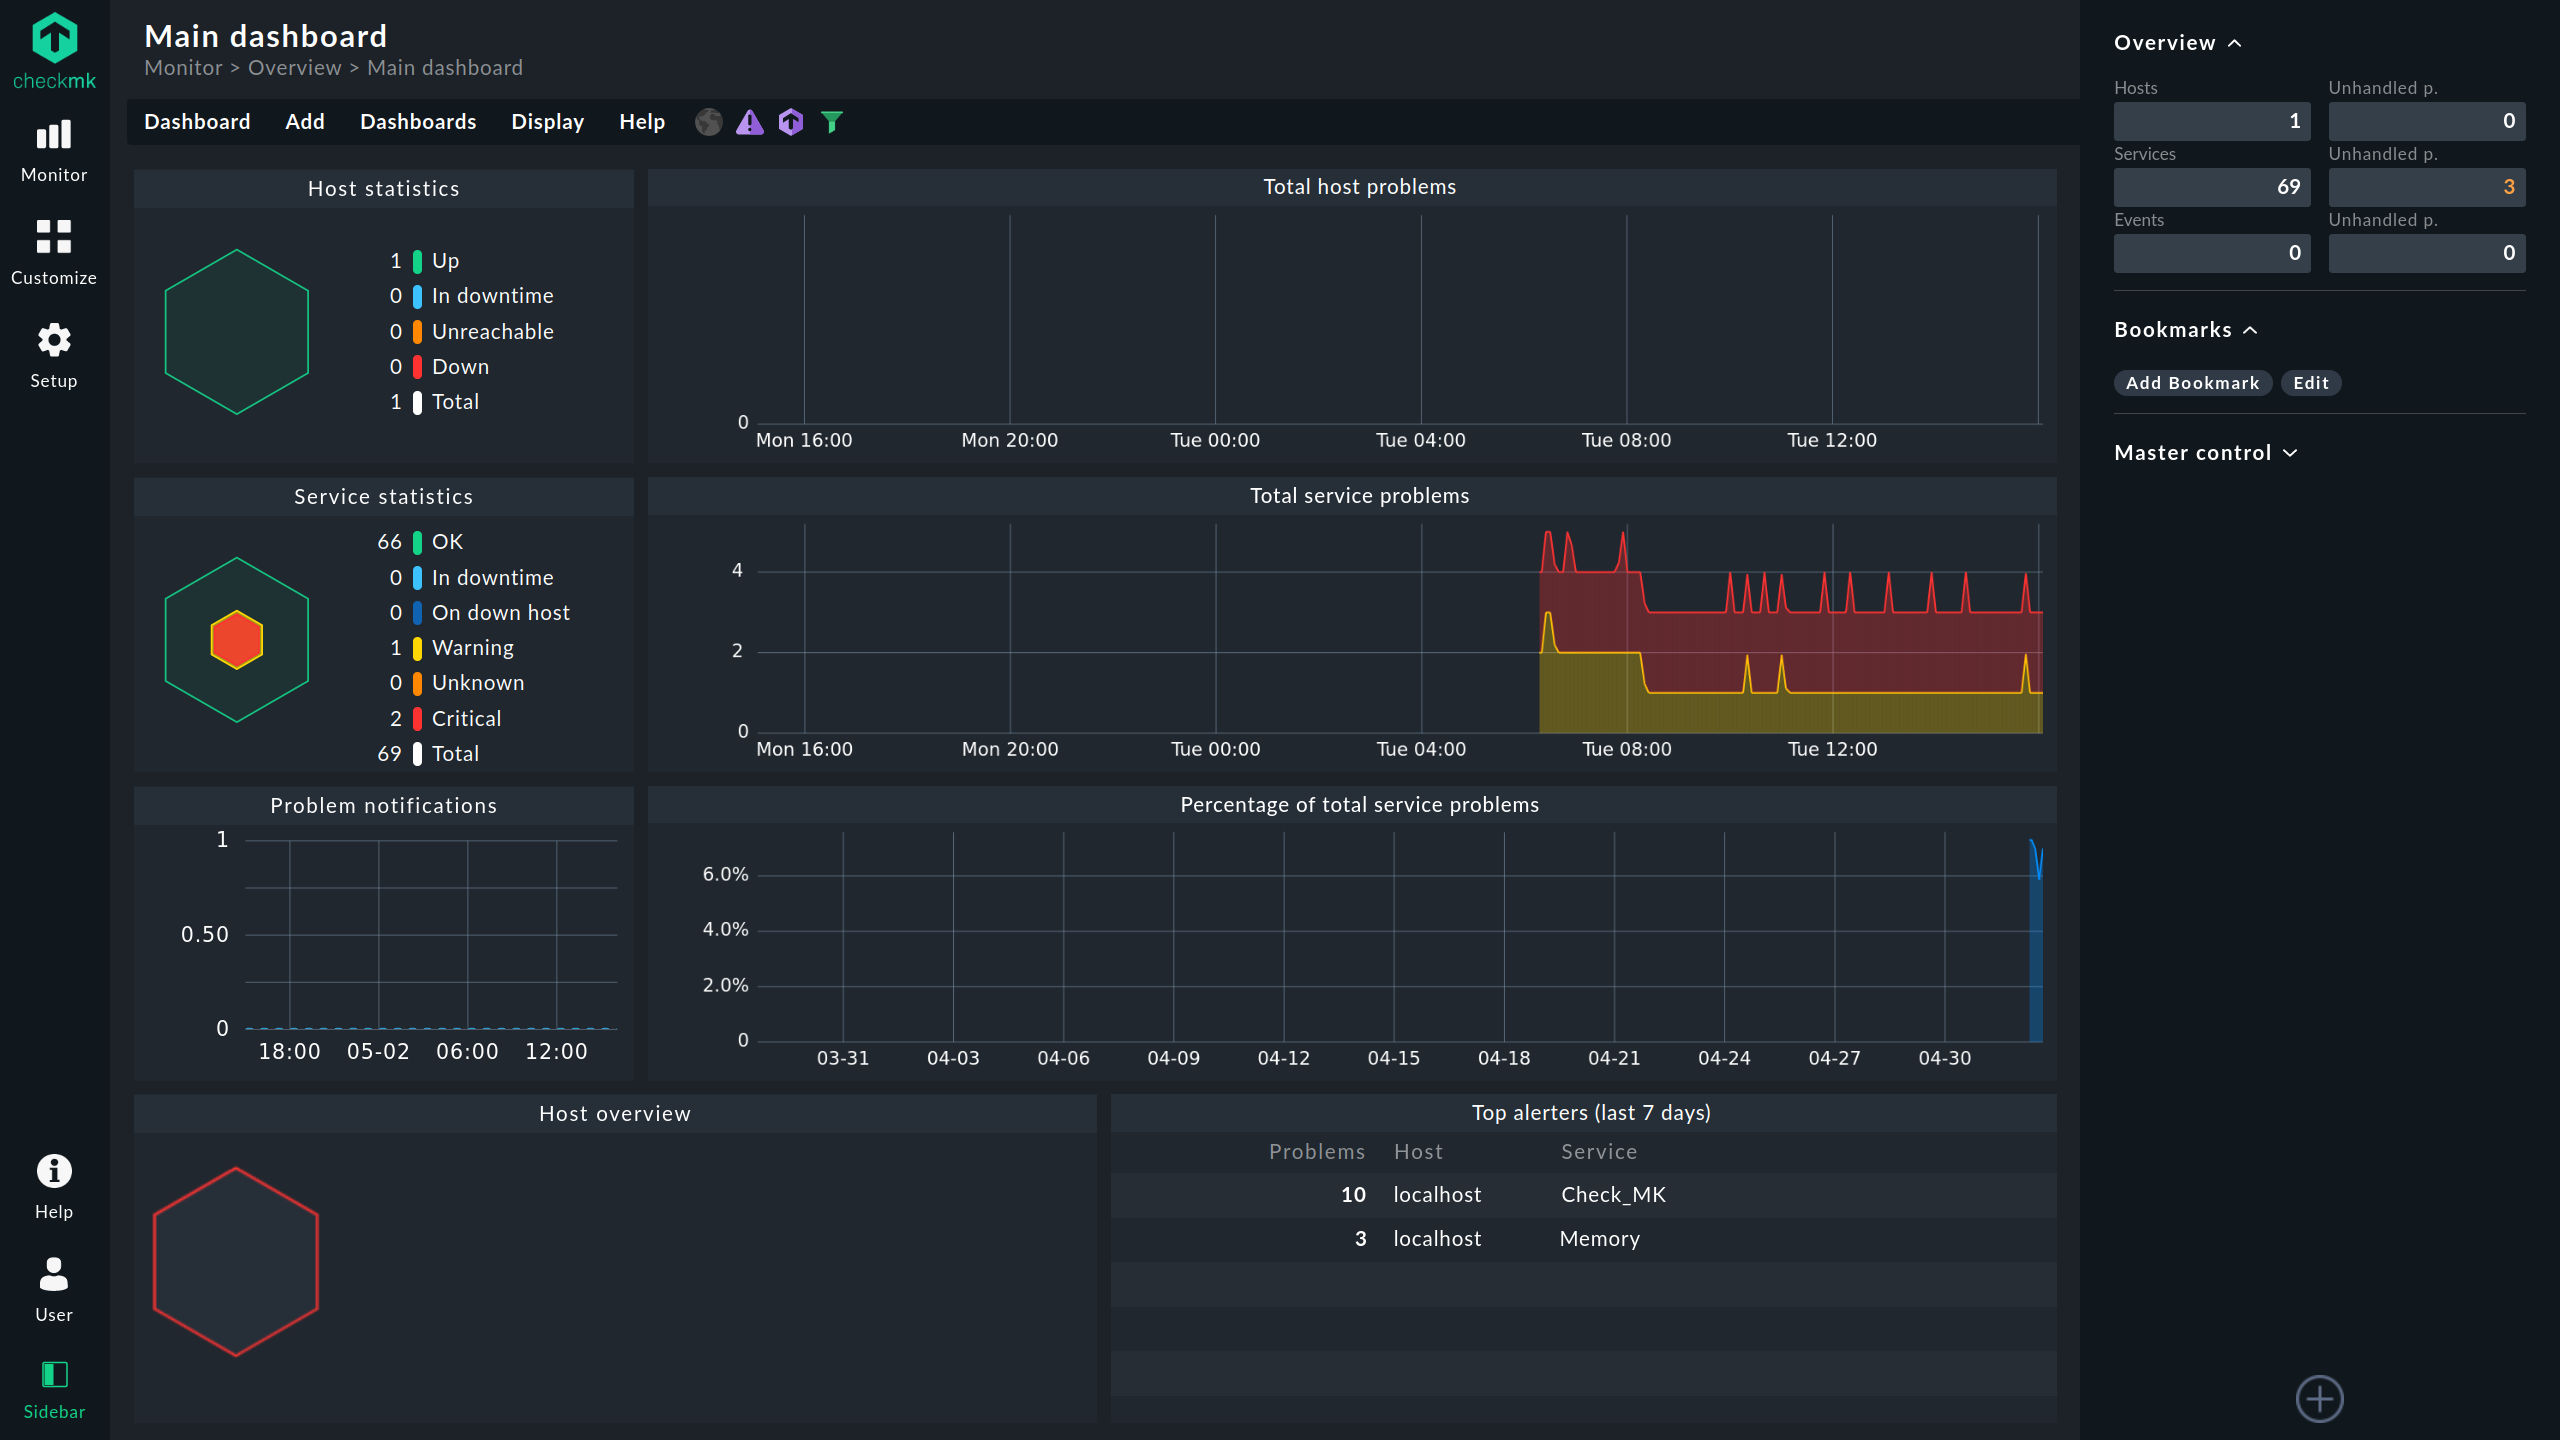 checkmk
Monitor
Customize
Setup
Help
User
Sidebar
Main dashboard
Monitor > Overview > Main dashboard
Dashboard Add Dashboards Display Help
Host statistics
1 Up
0 In downtime
0 Unreachable
0 Down
1 Total
Total host problems
0
Mon 16:00 Mon 20:00 Tue 00:00 Tue 04:00 Tue 08:00 Tue 12:00
Service statistics
66 OK
0 In downtime
0 On down host
1 Warning
0 Unknown
2 Critical
69 Total
Total service problems
4
2
0
Mon 16:00 Mon 20:00 Tue 00:00 Tue 04:00 Tue 08:00 Tue 12:00
Problem notifications
1
0.50
0
18:00 05-02 06:00 12:00
Percentage of total service problems
6.0%
4.0%
2.0%
0
03-31 04-03 04-06 04-09 04-12 04-15 04-18 04-21 04-24 04-27 04-30
Host overview
Top alerters (last 7 days)
Problems Host Service
10 localhost Check_MK
3 localhost Memory
Overview
Hosts Unhandled p.
1 0
Services Unhandled p.
69 3
Events Unhandled p.
0 0
Bookmarks
Add Bookmark Edit
Master control